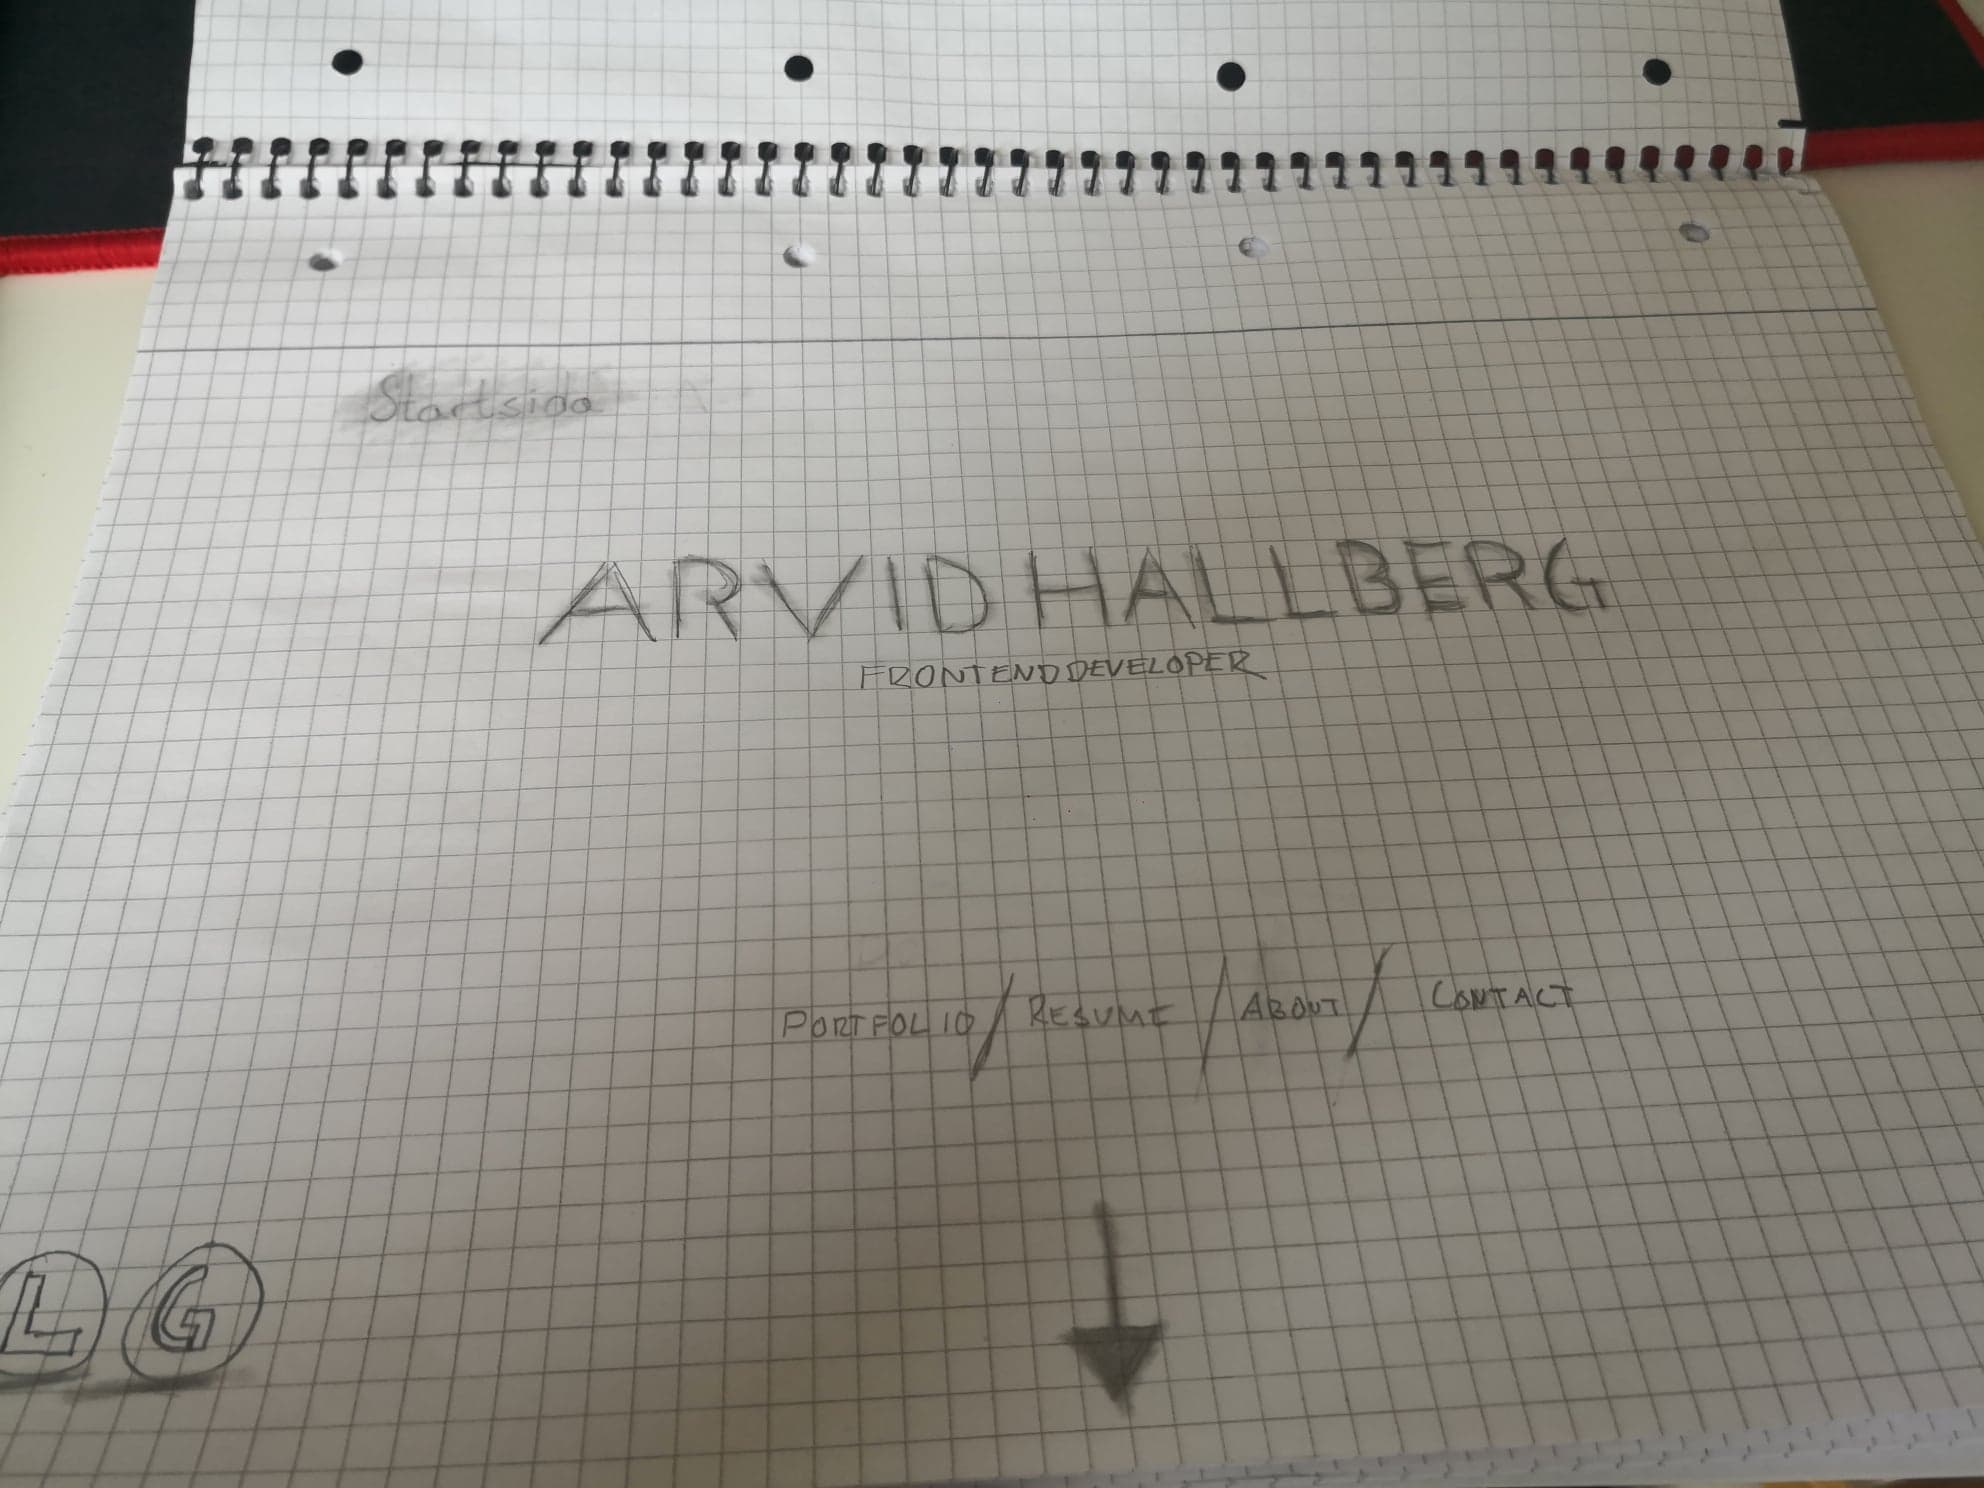 Startsida
ARVID HALLBERG
FRONTEND DEVELOPER
PORTFOLIO / RESUME / ABOUT / CONTACT
L G